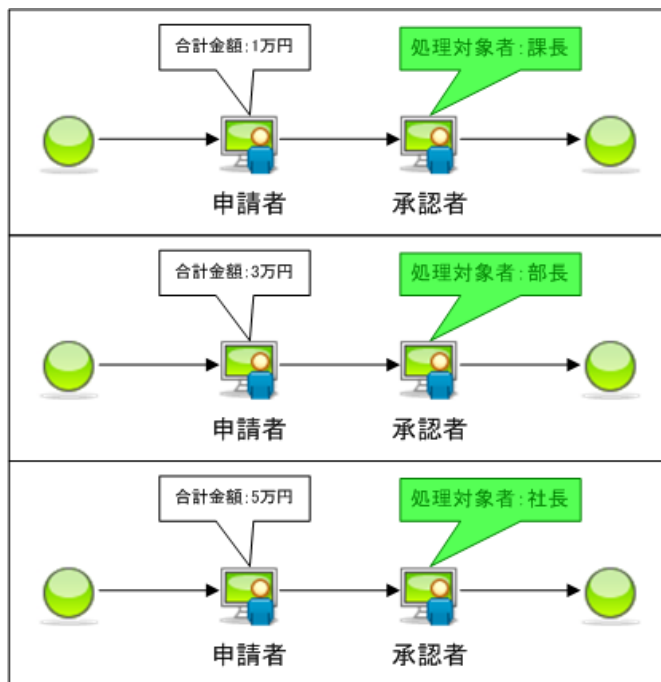 合計金額:1万円
処理対象者:課長
申請者
承認者
合計金額:3万円
処理対象者:部長
申請者
承認者
合計金額:5万円
処理対象者:社長
申請者
承認者